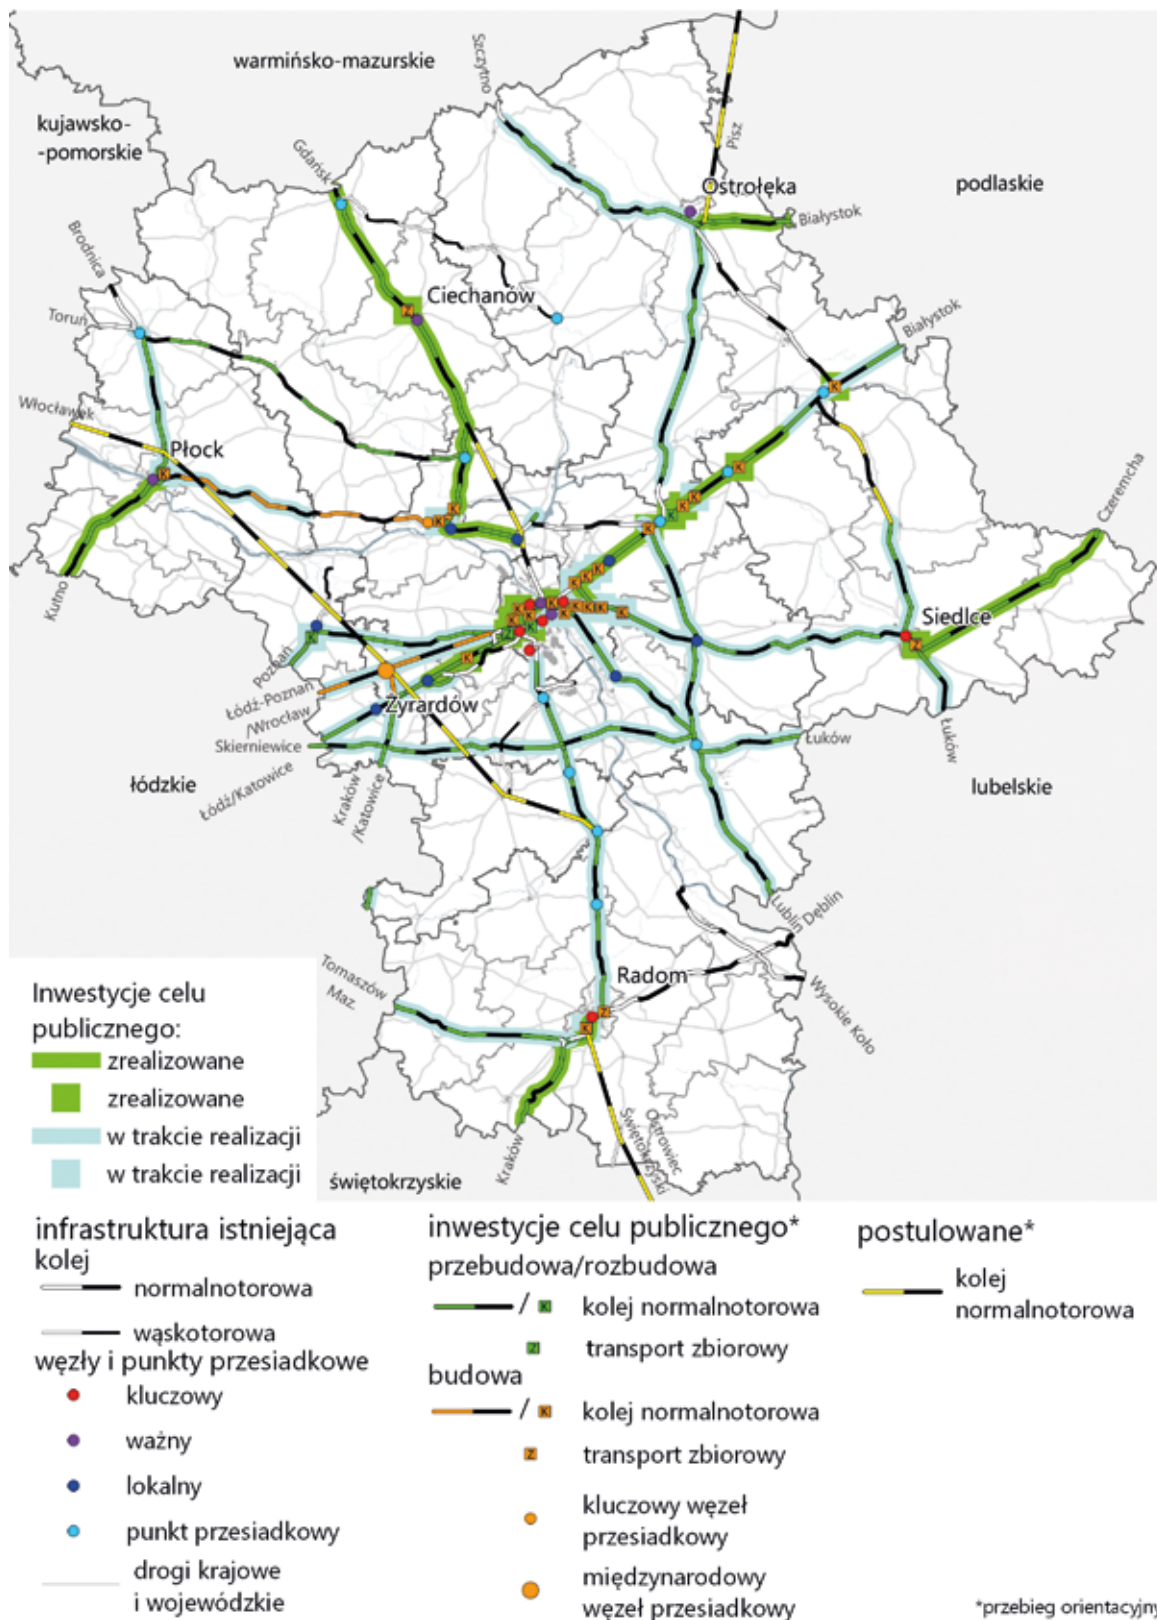 warmińsko-mazurskie
Szczytno
kujawsko-
-pomorskie
Gdańsk
Pisz
Ostrołęka
podlaskie
Białystok
Brodnica
Toruń
Ciechanów
Białystok
Włocławek
Płock
Czeremcha
Kutno
Siedlce
Poznań
Łódź-Poznań
/Wrocław
Żyrardów
Skierniewice
Łuków
Łuków
łódzkie
Łódź/Katowice
Kraków
/Katowice
lubelskie
Lublin
Dęblin
Tomaszów
Maz.
Radom
Wysokie Koło
Kraków
Ostrowiec
Świętokrzyski
świętokrzyskie
Inwestycje celu
publicznego:
zrealizowane
zrealizowane
w trakcie realizacji
w trakcie realizacji
infrastruktura istniejąca
kolej
normalnotorowa
wąskotorowa
węzły i punkty przesiadkowe
kluczowy
ważny
lokalny
punkt przesiadkowy
drogi krajowe
i wojewódzkie
inwestycje celu publicznego*
przebudowa/rozbudowa
/ K kolej normalnotorowa
Z transport zbiorowy
budowa
/ K kolej normalnotorowa
Z transport zbiorowy
kluczowy węzeł
przesiadkowy
międzynarodowy
węzeł przesiadkowy
postulowane*
kolej
normalnotorowa
*przebieg orientacyjny